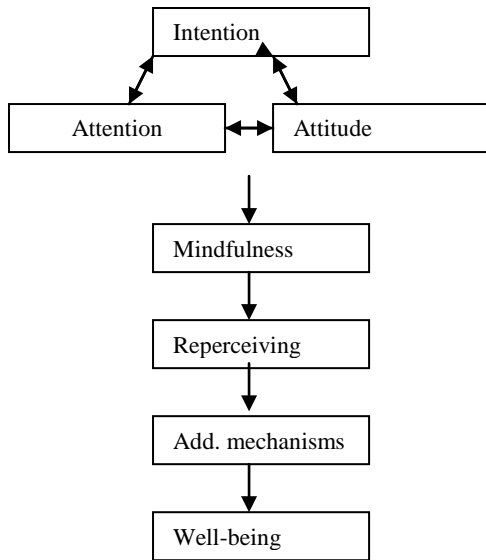 Intention
Attention
Attitude
Mindfulness
Reperceiving
Add. mechanisms
Well-being